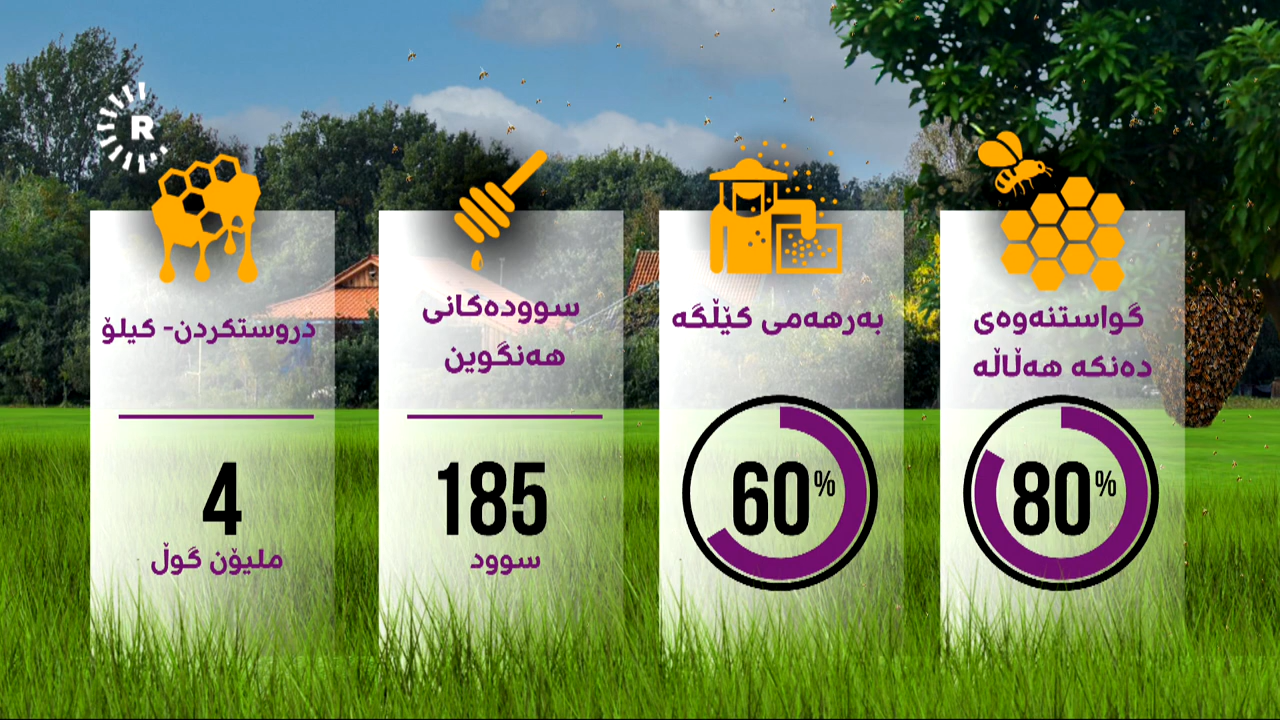 R
گواستنەوەی
دەنکە هەڵاڵە
80%
بەرهەمی کێڵگە
60%
سوودەکانی
هەنگوین
185
سوود
دروستکردن- کیلۆ
4
ملیۆن گوڵ